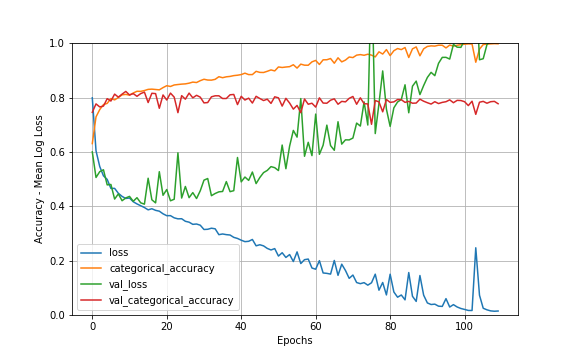 1.0
0.8
0.6
0.4
0.2
0.0
Accuracy - Mean Log Loss
loss
categorical_accuracy
val_loss
val_categorical_accuracy
0 20 40 60 80 100
Epochs